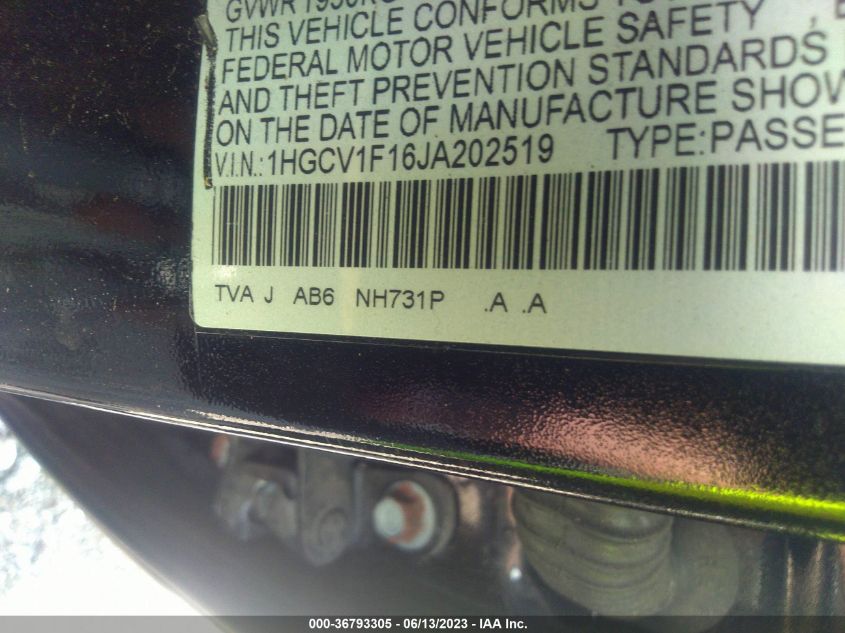 THIS VEHICLE CONFORMS TO
FEDERAL MOTOR VEHICLE SAFETY
AND THEFT PREVENTION STANDARDS
ON THE DATE OF MANUFACTURE SHOW
V.I.N.: 1HGCV1F16JA202519 TYPE:PASSE
TVA J AB6 NH731P .A .A
000-36793305 - 06/13/2023 - IAA Inc.